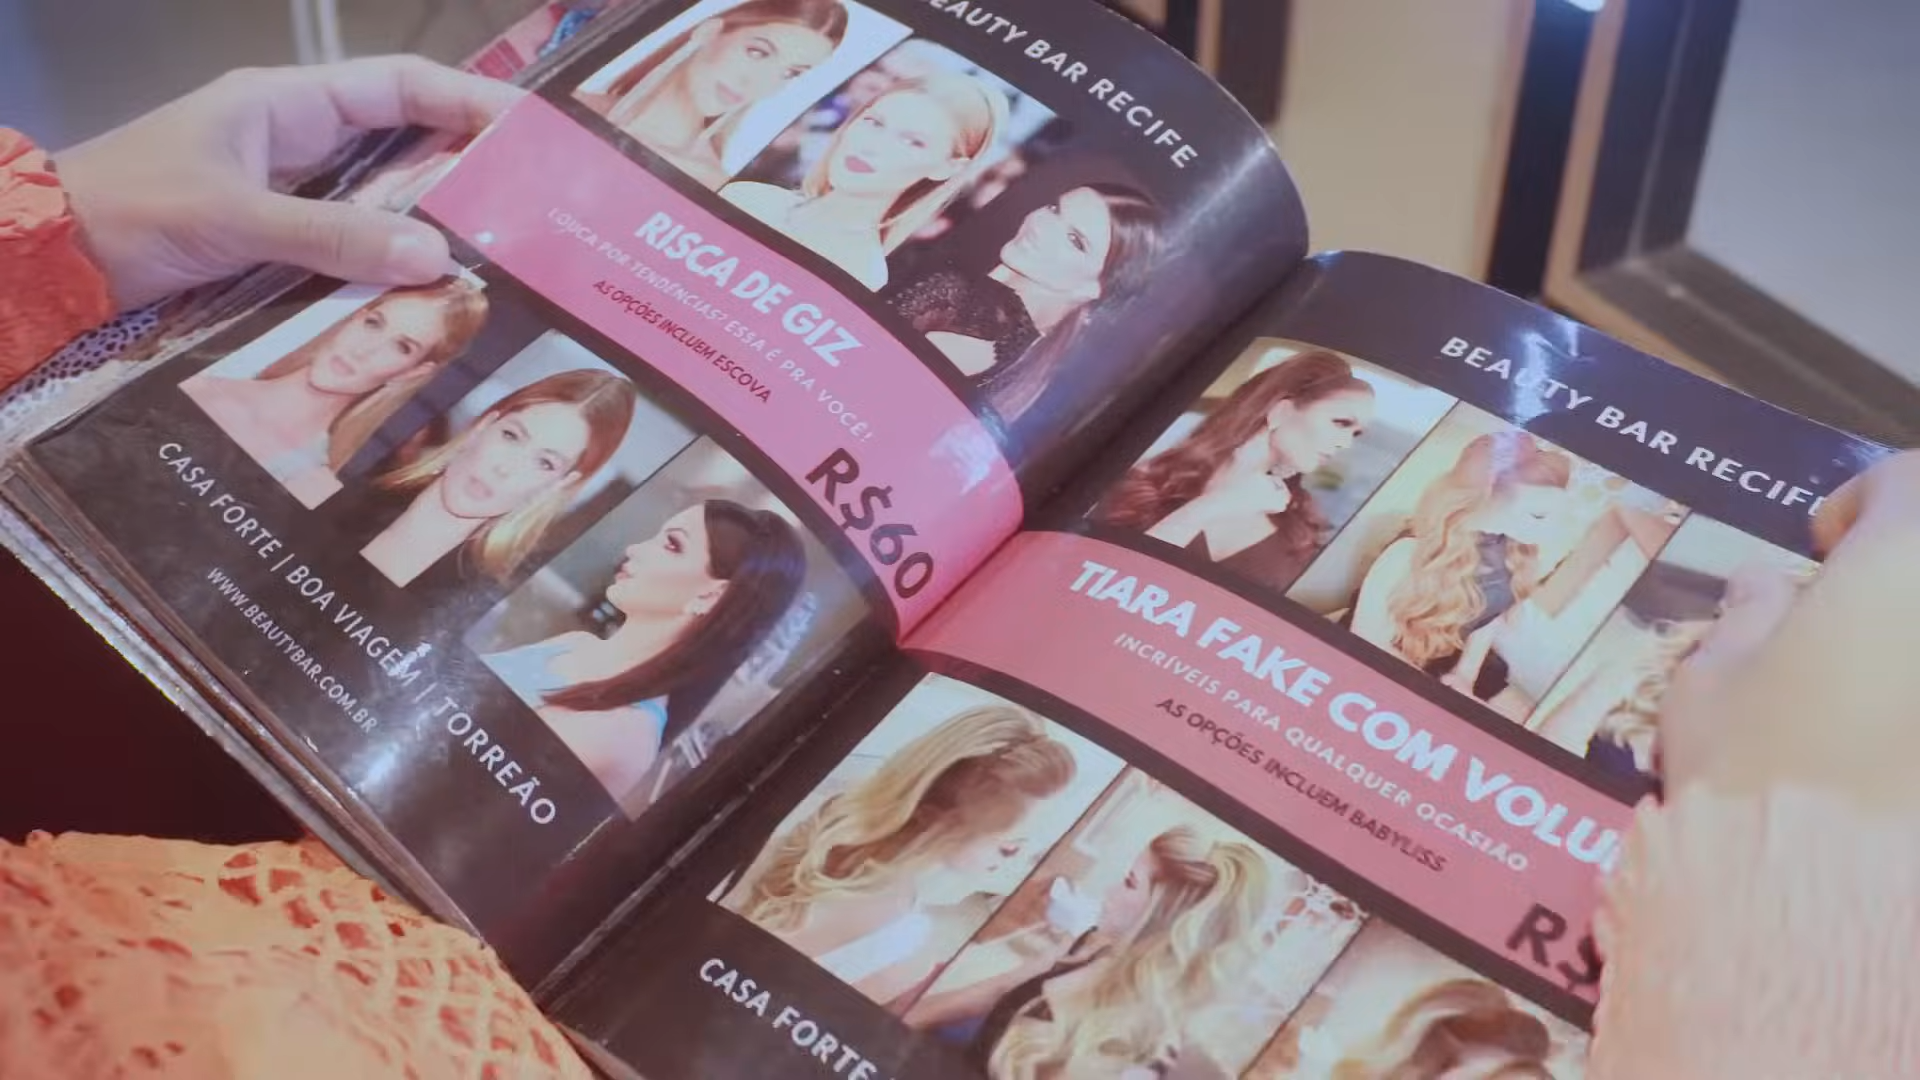 BEAUTY BAR RECIFE
RISCA DE GIZ
LOUCA POR TENDÊNCIAS? ESSA É PRA VOCÊ!
AS OPÇÕES INCLUEM ESCOVA
R$60
CASA FORTE | BOA VIAGEM | TORREÃO
WWW.BEAUTYBAR.COM.BR
BEAUTY BAR RECIFE
TIARA FAKE COM VOLU
INCRÍVEIS PARA QUALQUER OCASIÃO
AS OPÇÕES INCLUEM BABYLISS
R$
CASA FORTE